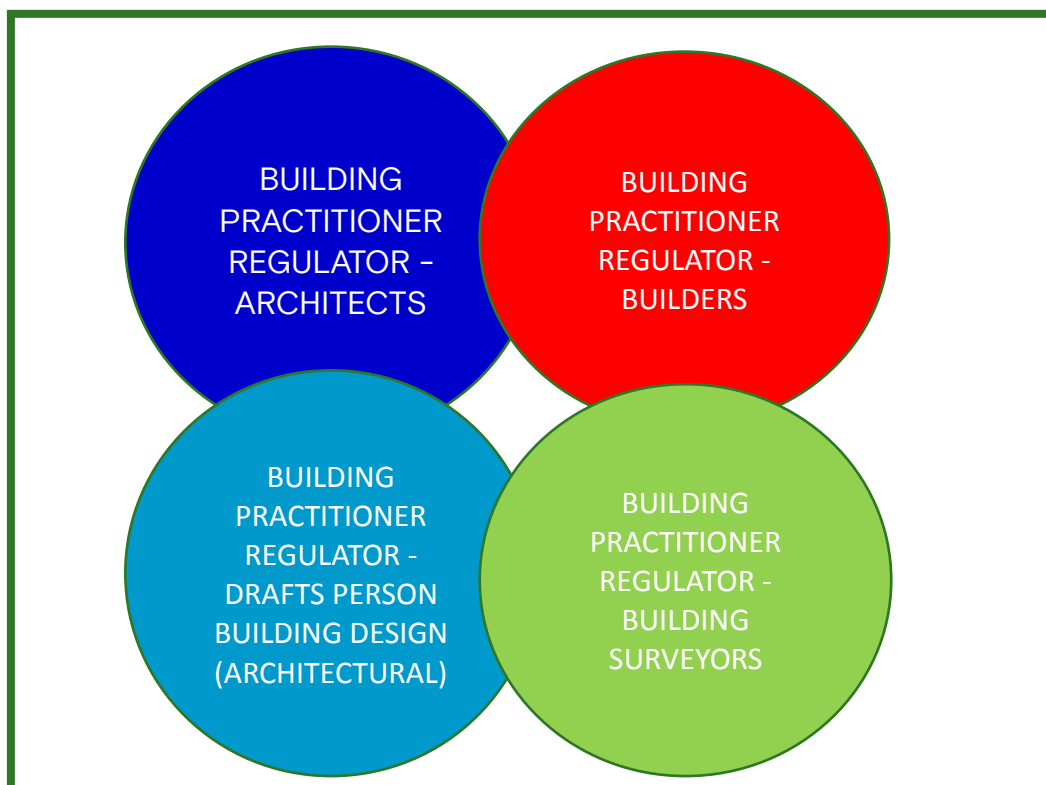 BUILDING
PRACTITIONER
REGULATOR –
ARCHITECTS
BUILDING
PRACTITIONER
REGULATOR -
BUILDERS
BUILDING
PRACTITIONER
REGULATOR -
DRAFTS PERSON
BUILDING DESIGN
(ARCHITECTURAL)
BUILDING
PRACTITIONER
REGULATOR -
BUILDING
SURVEYORS